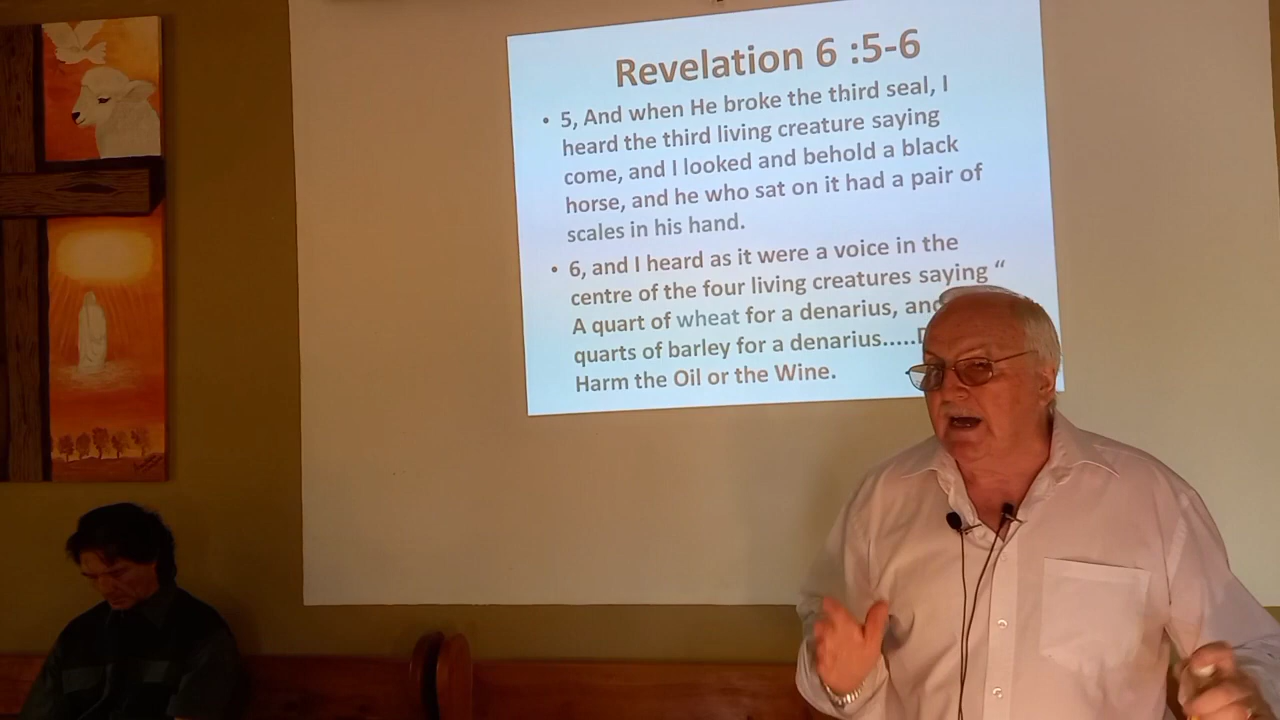 Revelation 6 :5-6
• 5, And when He broke the third seal, I
heard the third living creature saying
come, and I looked and behold a black
horse, and he who sat on it had a pair of
scales in his hand.
• 6, and I heard as it were a voice in the
centre of the four living creatures saying “
A quart of wheat for a denarius, and
quarts of barley for a denarius.....
Harm the Oil or the Wine.